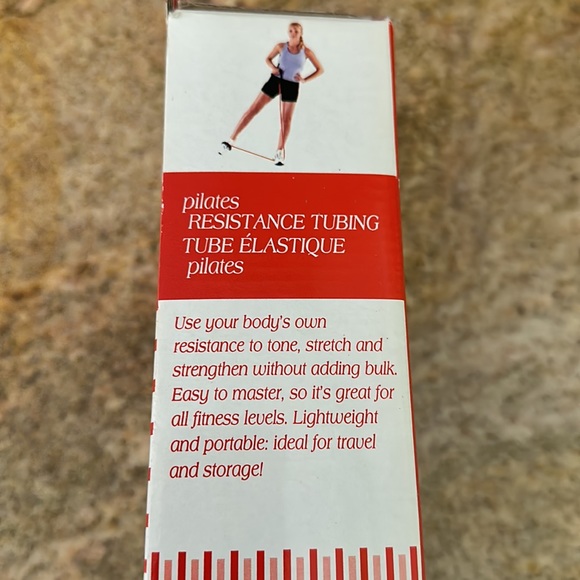 pilates
RESISTANCE TUBING
TUBE ÉLASTIQUE
pilates
Use your body's own
resistance to tone, stretch and
strengthen without adding bulk.
Easy to master, so it's great for
all fitness levels. Lightweight
and portable: ideal for travel
and storage!